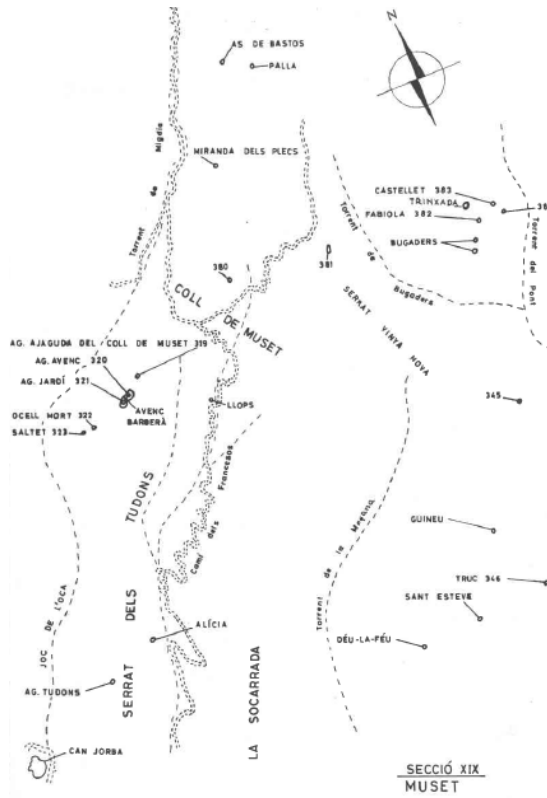 N
AS DE BASTOS
PALLA
Torrent de Migdia
MIRANDA DELS PLECS
CASTELLET 383
TRINXADA
FABIOLA 382
BUGADERS
Torrent de Bugaders
Torrent del Pont
381
380
COLL DE MUSET
SERRAT VINYA NOVA
AG. AJAGUDA DEL COLL DE MUSET 319
AG. AVENC 320
AG. JARDÍ 321
AVENC
BARBERÀ
OCELL MORT 322
SALTET 323
LLOPS
345
Camí dels Francesos
SERRAT DELS TUDONS
GUINEU
Torrent de la Megana
TRUC 346
SANT ESTEVE
DÉU-LA-FÉU
JOC DE L'OCA
ALÍCIA
AG. TUDONS
LA SOCARRADA
CAN JORBA
SECCIÓ XIX
MUSET